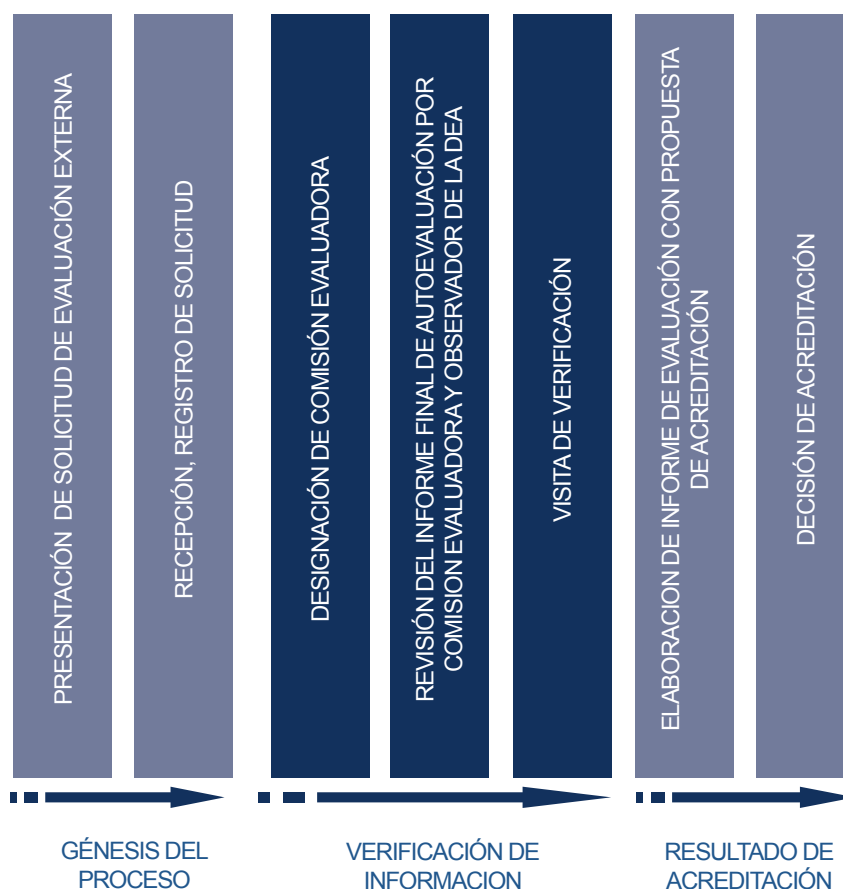 PRESENTACIÓN DE SOLICITUD DE EVALUACIÓN EXTERNA
RECEPCIÓN, REGISTRO DE SOLICITUD
DESIGNACIÓN DE COMISIÓN EVALUADORA
REVISIÓN DEL INFORME FINAL DE AUTOEVALUACIÓN POR
COMISION EVALUADORA Y OBSERVADOR DE LA DEA
VISITA DE VERIFICACIÓN
ELABORACION DE INFORME DE EVALUACIÓN CON PROPUESTA
DE ACREDITACIÓN
DECISIÓN DE ACREDITACIÓN
GÉNESIS DEL
PROCESO
VERIFICACIÓN DE
INFORMACION
RESULTADO DE
ACREDITACIÓN